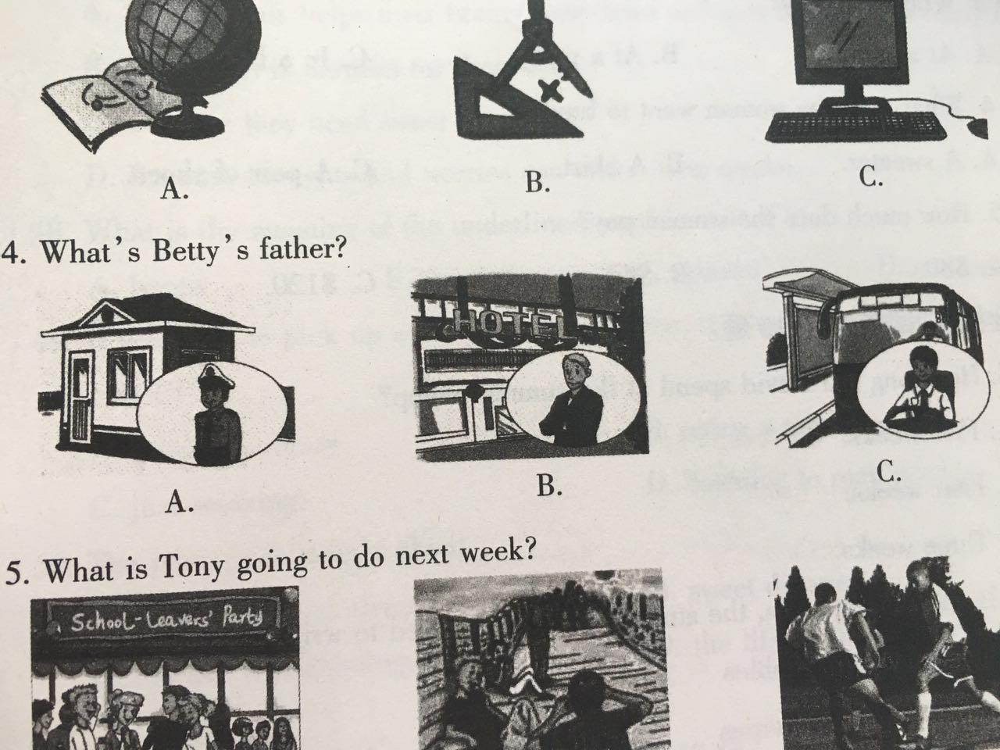 A.
B.
C.
4. What's Betty's father?
HOTEL
A.
B.
C.
5. What is Tony going to do next week?
School-Leavers' Party